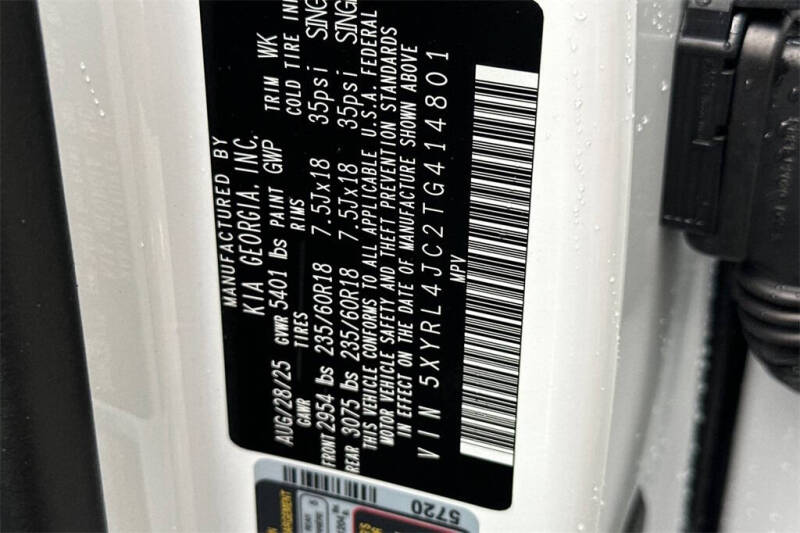 MANUFACTURED BY
KIA GEORGIA, INC.
AUG/28/25 GVWR 5401 lbs PAINT GWP TRIM WK
GAWR TIRES RIMS COLD TIRE
FRONT 2954 lbs 235/60R18 7.5Jx18 35psi
REAR 3075 lbs 235/60R18 7.5Jx18 35psi
THIS VEHICLE CONFORMS TO ALL APPLICABLE U.S.A. FEDERAL
MOTOR VEHICLE SAFETY AND THEFT PREVENTION STANDARDS
IN EFFECT ON THE DATE OF MANUFACTURE SHOWN ABOVE
VIN 5XYRL4JC2TG414801
MPV
5720